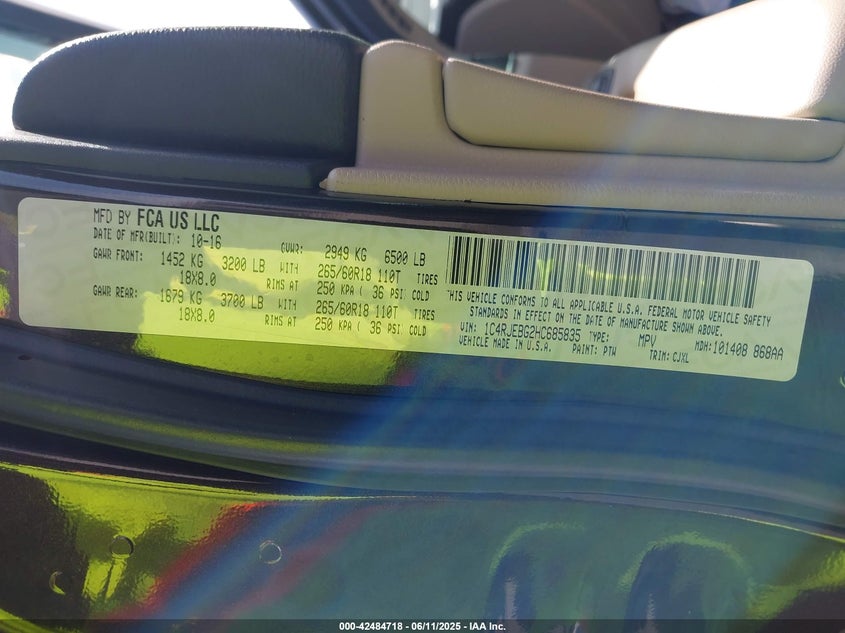 MFD BY FCA US LLC
DATE OF MFR(BUILT): 10-16 GVWR: 2949 KG 6500 LB
GAWR FRONT: 1452 KG 3200 LB WITH 265/60R18 110T TIRES
18X8.0 RIMS AT 250 KPA ( 36 PSI) COLD
GAWR REAR: 1679 KG 3700 LB WITH 265/60R18 110T TIRES
18X8.0 RIMS AT 250 KPA ( 36 PSI) COLD
THIS VEHICLE CONFORMS TO ALL APPLICABLE U.S.A. FEDERAL MOTOR VEHICLE SAFETY
STANDARDS IN EFFECT ON THE DATE OF MANUFACTURE SHOWN ABOVE.
VIN: 1C4RJEBG2HC685835 TYPE: MPV MDH:101408 868AA
VEHICLE MADE IN U.S.A. PAINT: PTW TRIM: CJXL
000-42484718 - 06/11/2025 - IAA Inc.